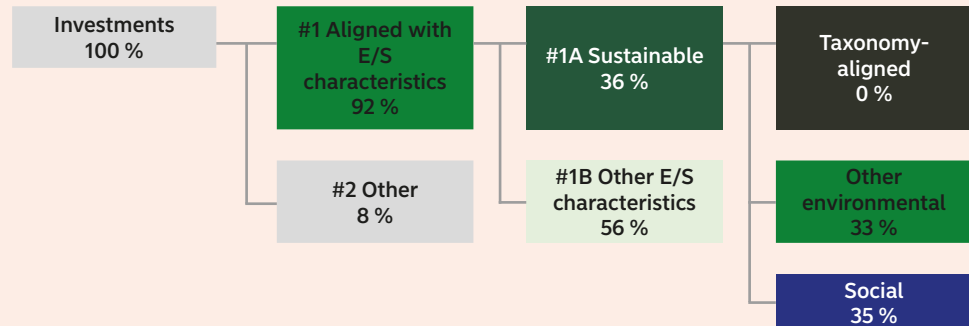 Investments
100 %
#1 Aligned with
E/S
characteristics
92 %
#2 Other
8 %
#1A Sustainable
36 %
#1B Other E/S
characteristics
56 %
Taxonomy-
aligned
0 %
Other
environmental
33 %
Social
35 %